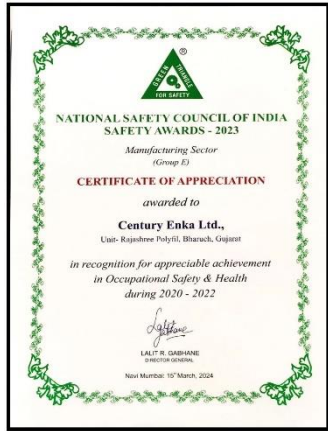 GREEN TRIANGLE
FOR SAFETY
NATIONAL SAFETY COUNCIL OF INDIA
SAFETY AWARDS - 2023
Manufacturing Sector
(Group E)
CERTIFICATE OF APPRECIATION
awarded to
Century Enka Ltd.,
Unit- Rajashree Polyfil, Bharuch, Gujarat
in recognition for appreciable achievement
in Occupational Safety & Health
during 2020 - 2022
LALIT R. GABHANE
DIRECTOR GENERAL
Navi Mumbai: 15th March, 2024